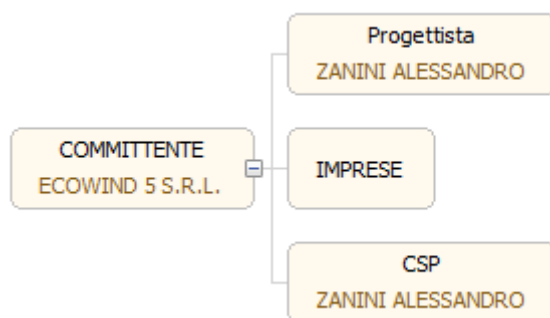 Progettista
ZANINI ALESSANDRO
COMMITTENTE
ECOWIND 5 S.R.L.
IMPRESE
CSP
ZANINI ALESSANDRO